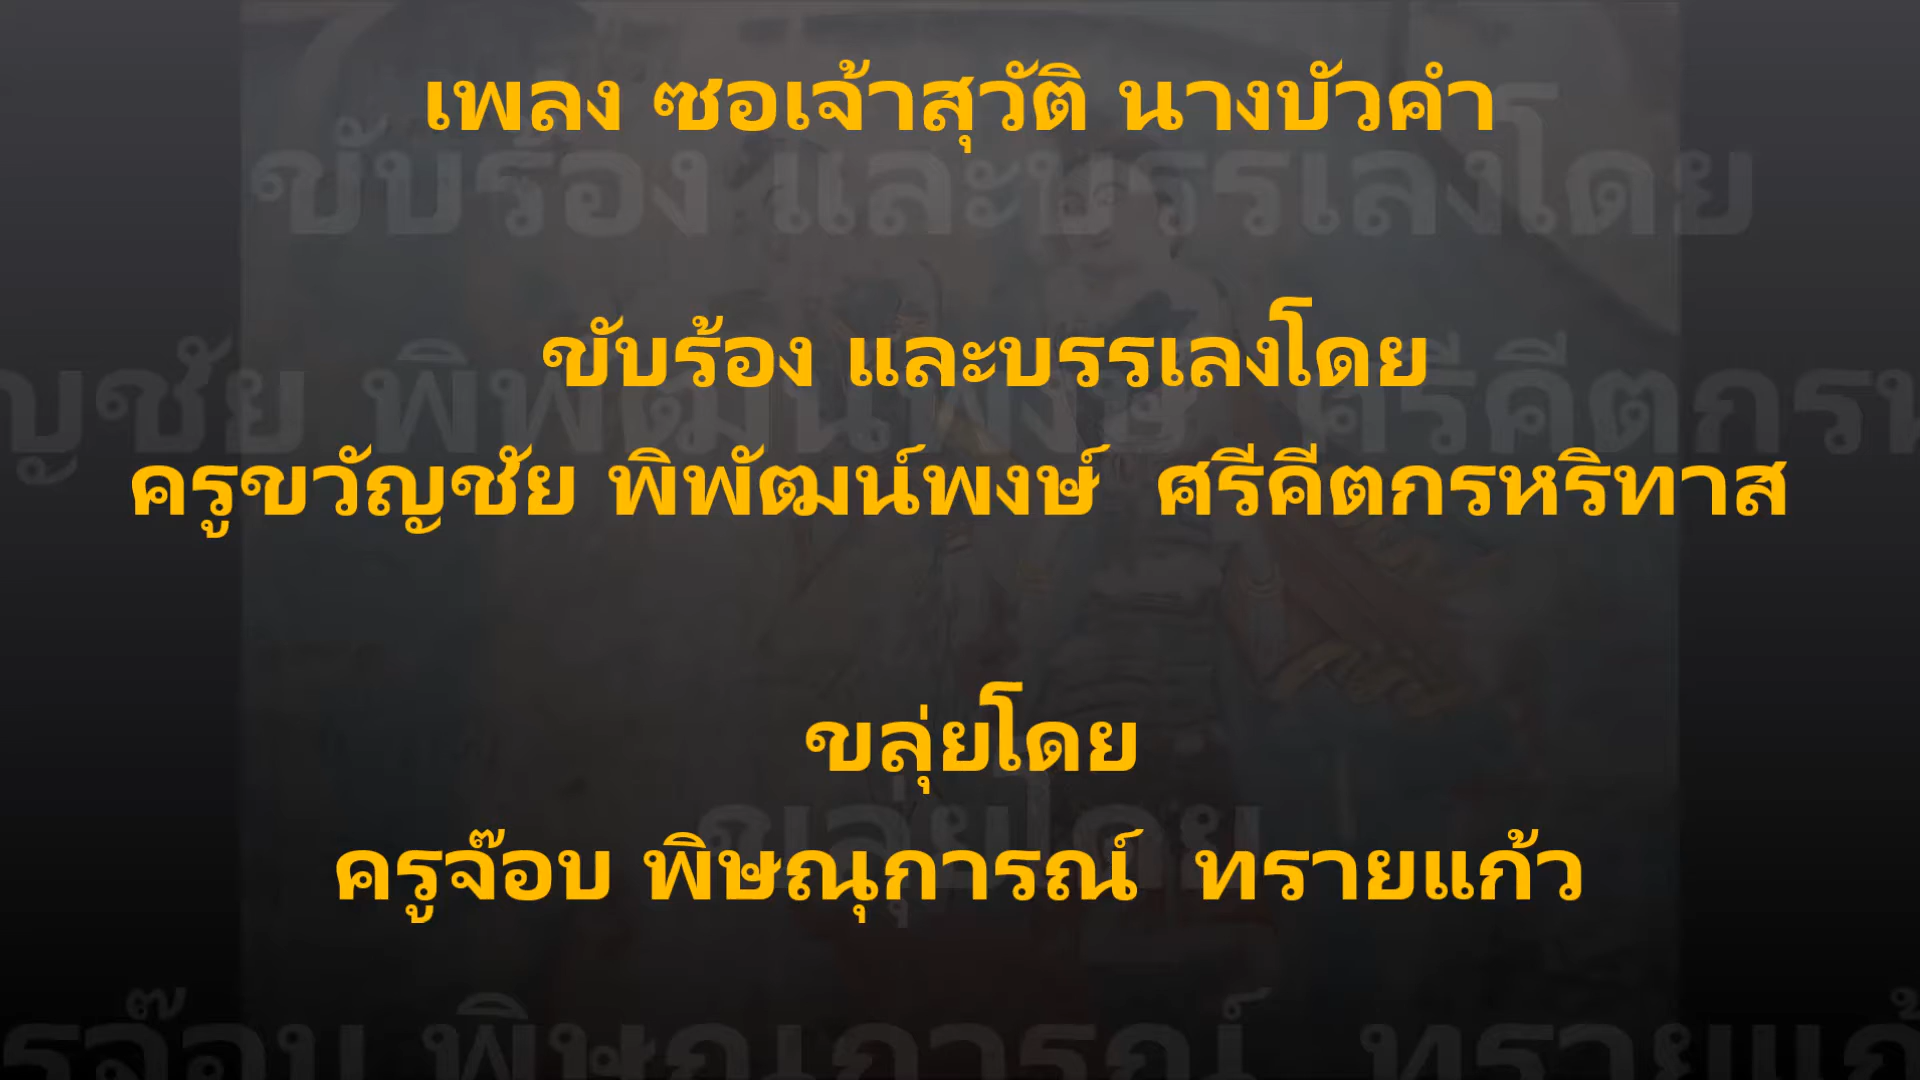 เพลง ซอเจ้าสุวัติ นางบัวคำ
ขับร้อง และบรรเลงโดย
ครูขวัญชัย พิพัฒน์พงษ์ ศรีคีตกรหริทาส
ขลุ่ยโดย
ครูจ๊อบ พิษณุการณ์ ทรายแก้ว